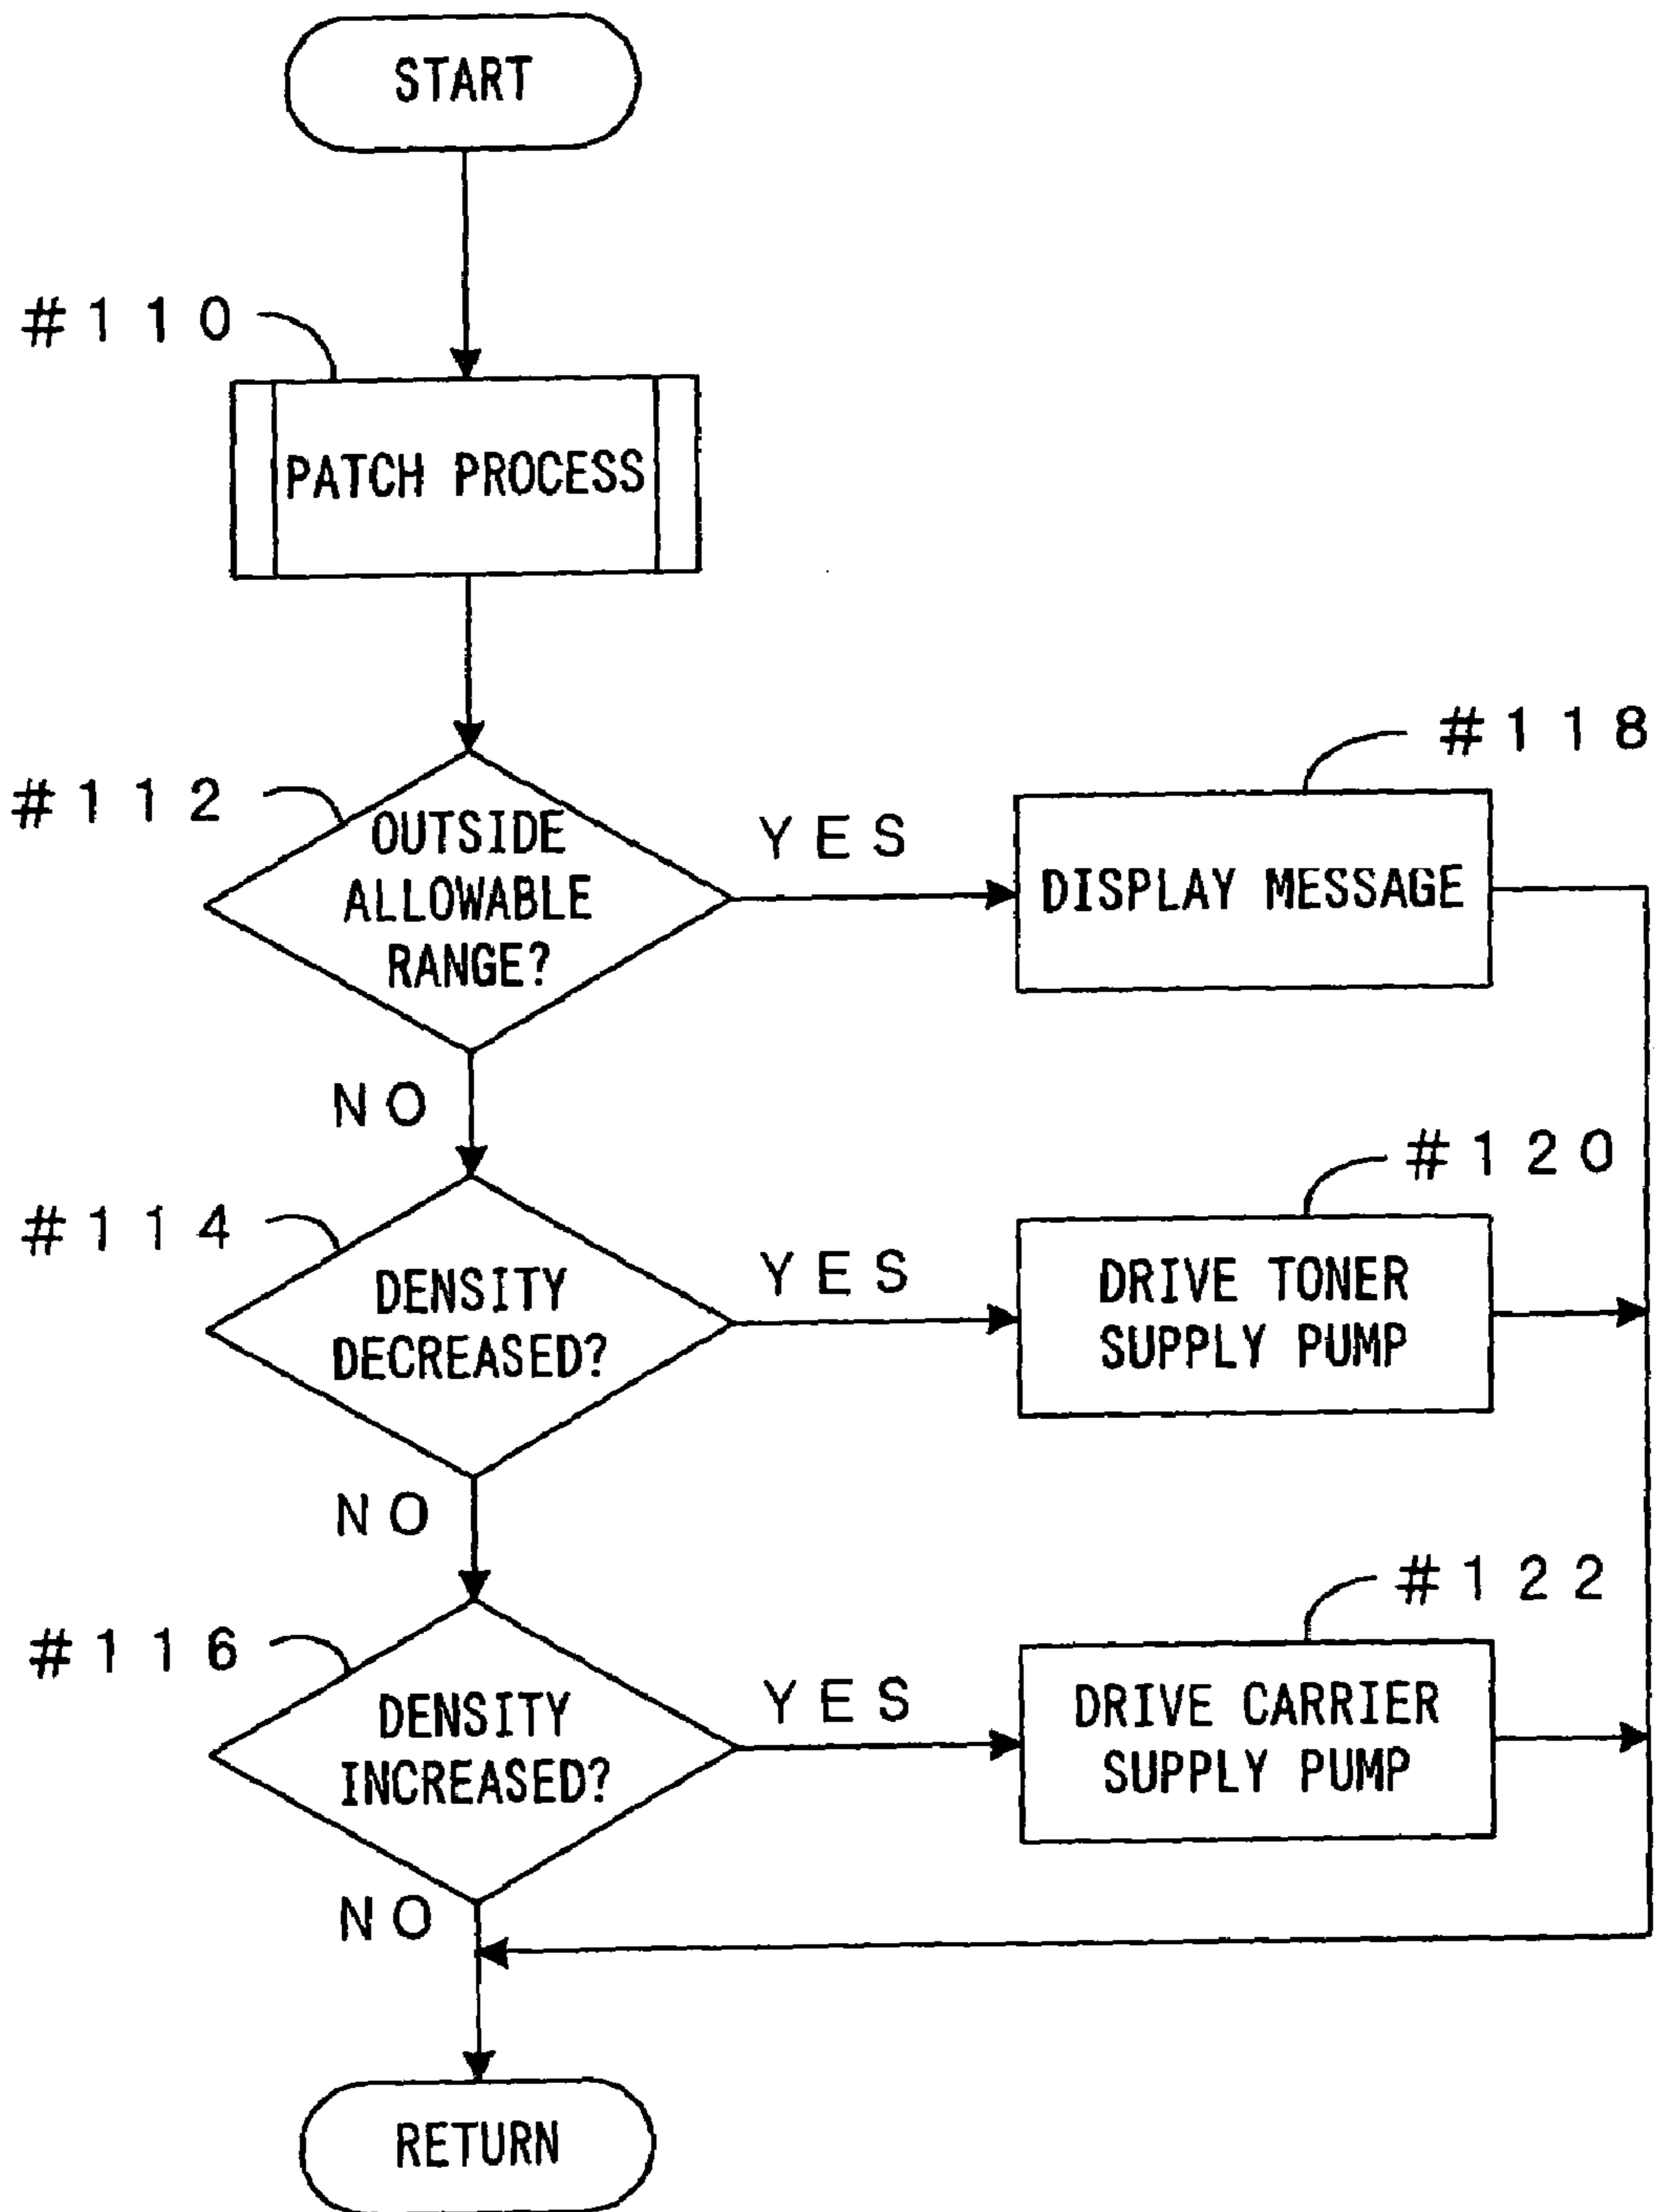 START
#110
PATCH PROCESS
#112
OUTSIDE
ALLOWABLE
RANGE?
YES
#118
DISPLAY MESSAGE
NO
#114
DENSITY
DECREASED?
YES
#120
DRIVE TONER
SUPPLY PUMP
NO
#116
DENSITY
INCREASED?
YES
#122
DRIVE CARRIER
SUPPLY PUMP
NO
RETURN